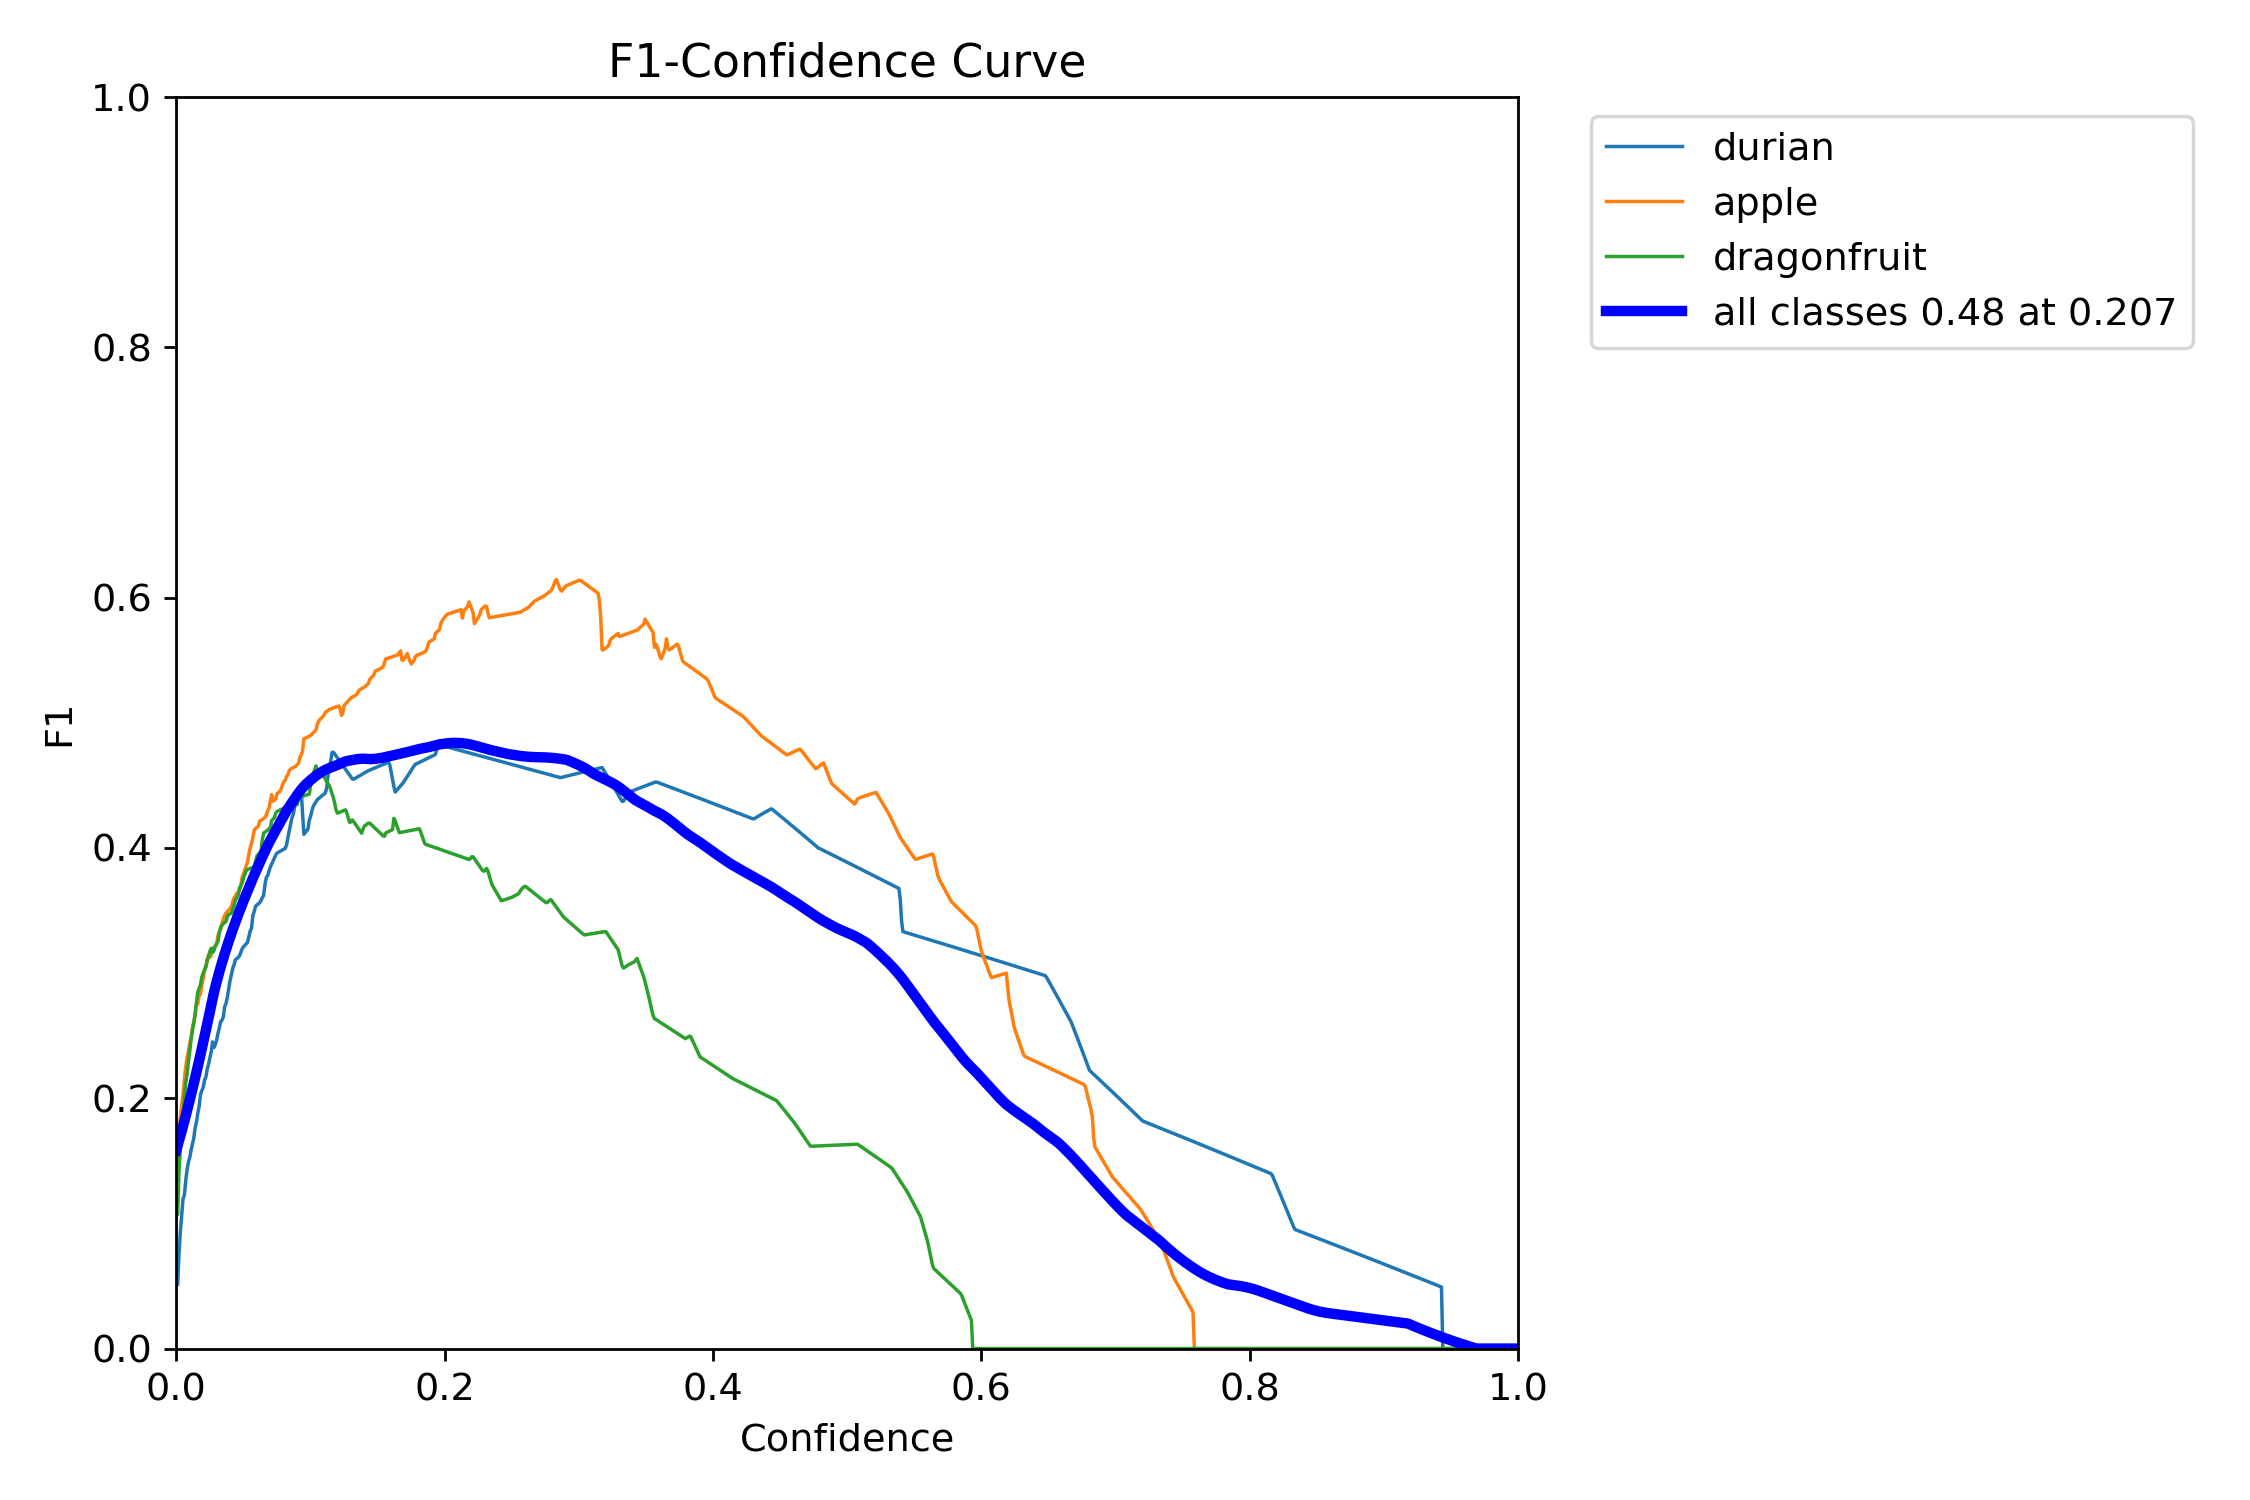 F1-Confidence Curve
1.0
0.8
0.6
0.4
0.2
0.0
F1
0.0 0.2 0.4 0.6 0.8 1.0
Confidence
durian
apple
dragonfruit
all classes 0.48 at 0.207